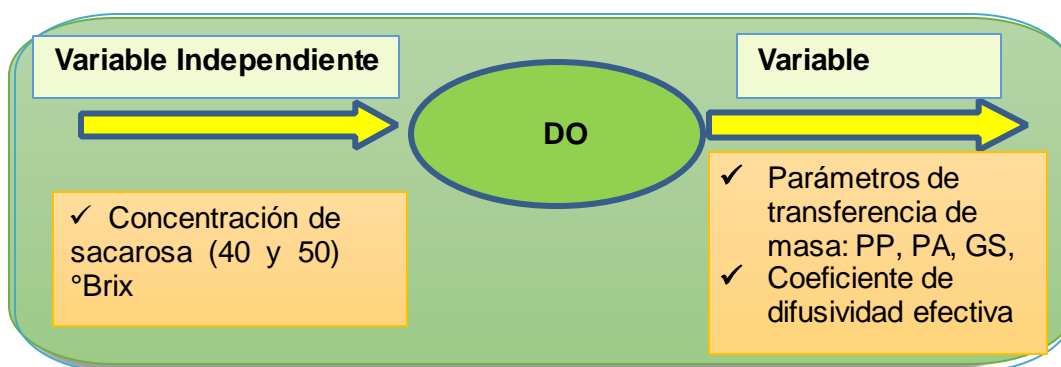 Variable Independiente
DO
Variable
✓ Concentración de
sacarosa (40 y 50)
°Brix
✓ Parámetros de
transferencia de
masa: PP, PA, GS,
✓ Coeficiente de
difusividad efectiva